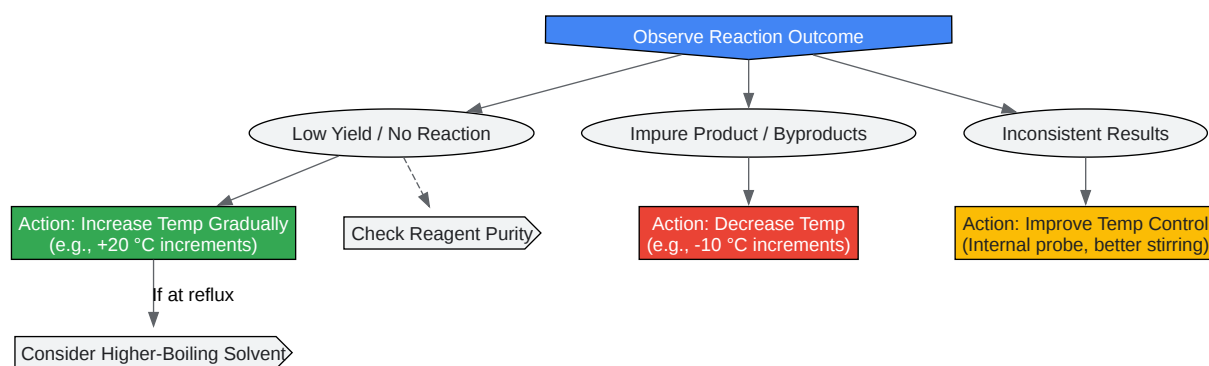 Observe Reaction Outcome
Low Yield / No Reaction
Impure Product / Byproducts
Inconsistent Results
Action: Increase Temp Gradually
(e.g., +20 °C increments)
Check Reagent Purity
Action: Decrease Temp
(e.g., -10 °C increments)
Action: Improve Temp Control
(Internal probe, better stirring)
If at reflux
Consider Higher-Boiling Solvent